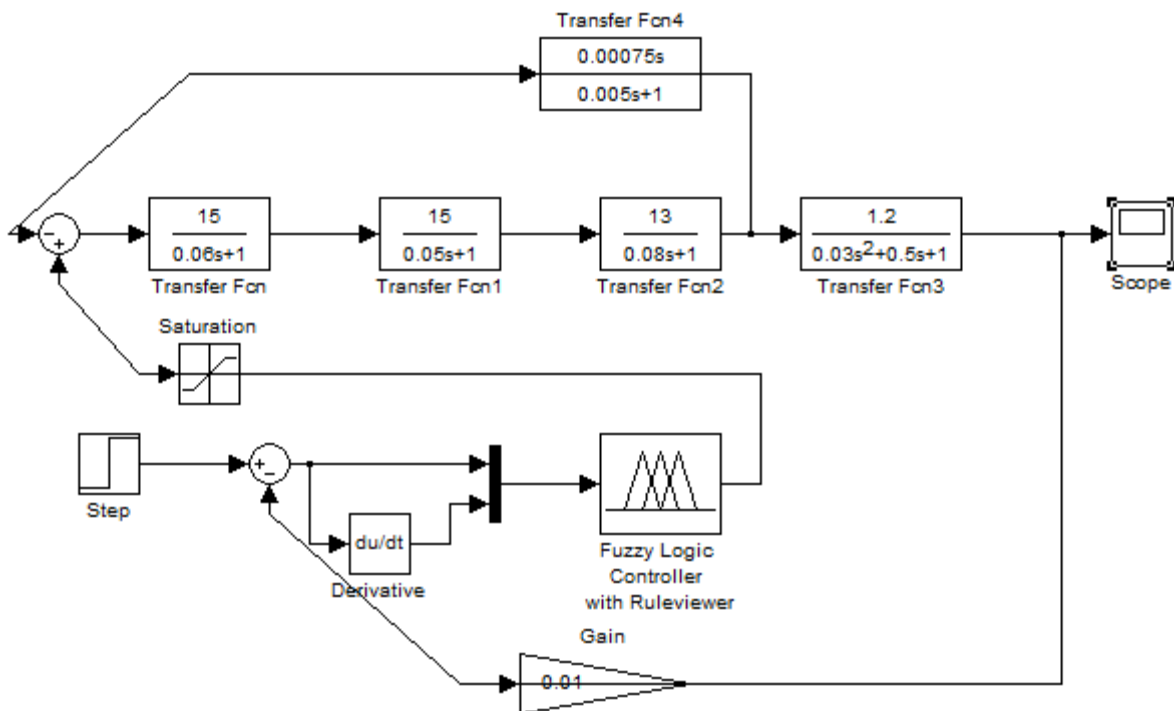 Transfer Fcn4
0.00075s
0.005s+1
15
0.06s+1
Transfer Fcn
15
0.05s+1
Transfer Fcn1
13
0.08s+1
Transfer Fcn2
1.2
0.03s²+0.5s+1
Transfer Fcn3
Scope
Saturation
Step
du/dt
Derivative
Fuzzy Logic
Controller
with Ruleviewer
Gain
0.01